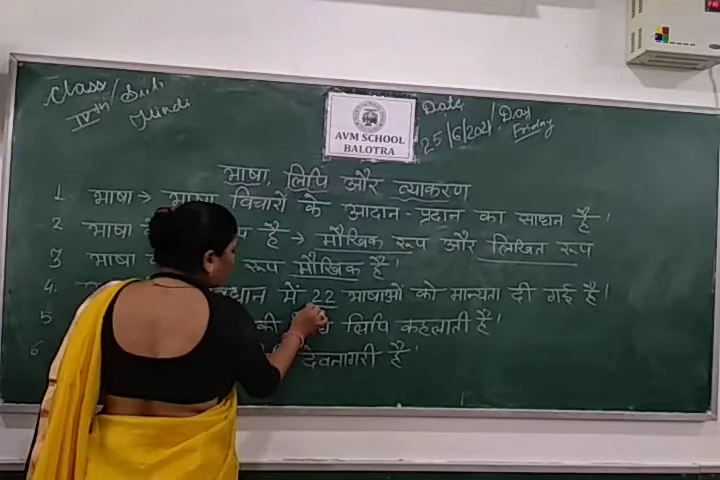 Class / Sub.
IVth Hindi
AVM SCHOOL
BALOTRA
Date / Day
25/6/2021 Friday
भाषा, लिपि और व्याकरण
1 भाषा → भाषा विचारों के आदान-प्रदान का साधन है।
2 भाषा है → मौखिक रूप और लिखित रूप
3 भाषा रूप मौखिक है।
4. में 22 भाषाओं को मान्यता दी गई है।
5 की लिपि कहलाती है।
6 देवनागरी है।